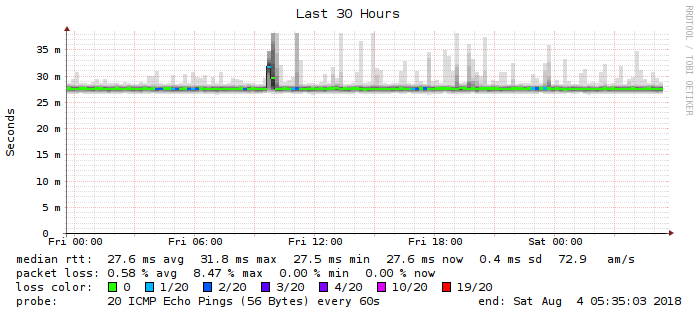 Last 30 Hours
RRDTOOL / TOBI OETIKER
Seconds
35 m
30 m
25 m
20 m
15 m
10 m
5 m
0
Fri 00:00 Fri 06:00 Fri 12:00 Fri 18:00 Sat 00:00
median rtt: 27.6 ms avg 31.8 ms max 27.5 ms min 27.6 ms now 0.4 ms sd 72.9 am/s
packet loss: 0.58 % avg 8.47 % max 0.00 % min 0.00 % now
loss color: 0 1/20 2/20 3/20 4/20 10/20 19/20
probe: 20 ICMP Echo Pings (56 Bytes) every 60s end: Sat Aug 4 05:35:03 2018